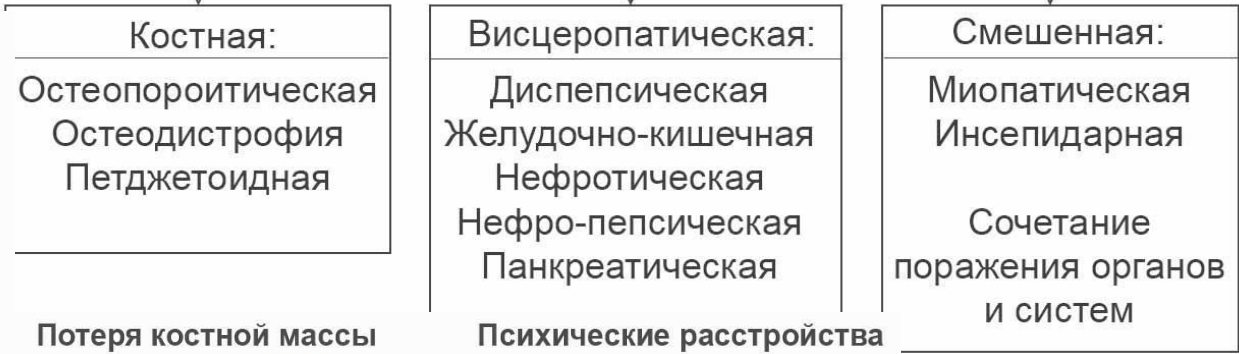 Костная:
Остеопороитическая
Остеодистрофия
Петджетоидная
Висцеропатическая:
Диспепсическая
Желудочно-кишечная
Нефротическая
Нефро-пепсическая
Панкреатическая
Смешенная:
Миопатическая
Инсепидарная
Сочетание
поражения органов
и систем
Потеря костной массы
Психические расстройства